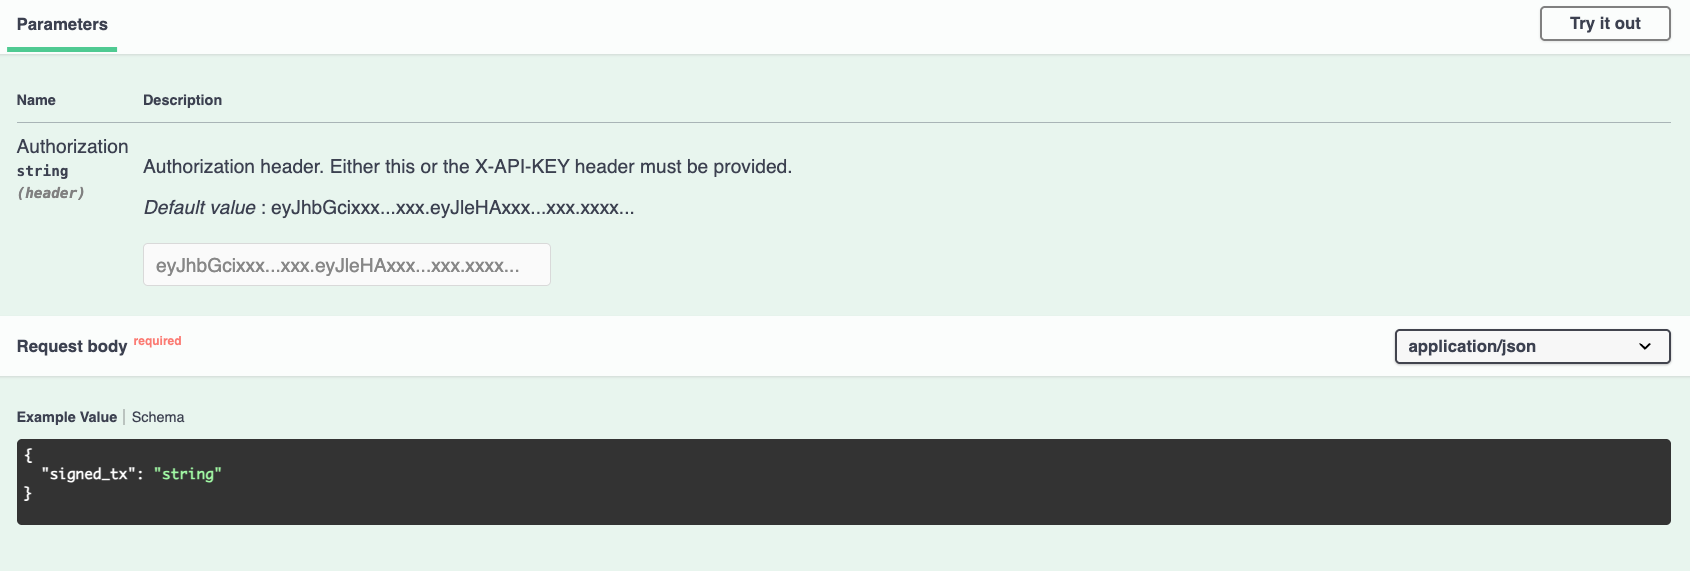 Parameters
Try it out
Name Description
Authorization
string
(header)
Authorization header. Either this or the X-API-KEY header must be provided.
Default value : eyJhbGcixxx...xxx.eyJleHAxxx...xxx.xxxx...
eyJhbGcixxx...xxx.eyJleHAxxx...xxx.xxxx...
Request body required
application/json
Example Value | Schema
{
"signed_tx": "string"
}